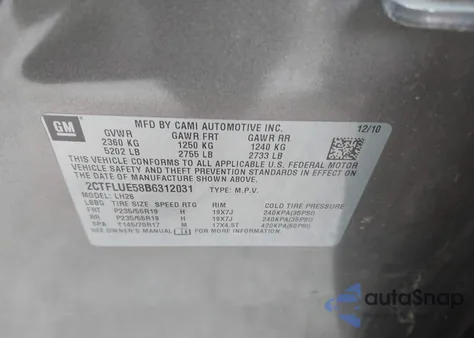 GM
MFD BY CAMI AUTOMOTIVE INC. 12/10
GVWR GAWR FRT GAWR RR
2360 KG 1250 KG 1240 KG
5202 LB 2755 LB 2733 LB
THIS VEHICLE CONFORMS TO ALL APPLICABLE U.S. FEDERAL MOTOR
VEHICLE SAFETY AND THEFT PREVENTION STANDARDS IN EFFECT ON
THE DATE OF MANUFACTURE SHOWN ABOVE.
2CTFLUE58B6312031 TYPE: M.P.V.
MODEL: LH26
TIRE SIZE SPEED RTG RIM COLD TIRE PRESSURE
FRT P235/55R19 H 19X7J 240KPA(35PSI)
RR P235/55R19 H 19X7J 240KPA(35PSI)
SPA T145/70R17 M 17X4.5T 420KPA(60PSI)
SEE OWNER'S MANUAL FOR MORE INFORMATION.
autoSnap